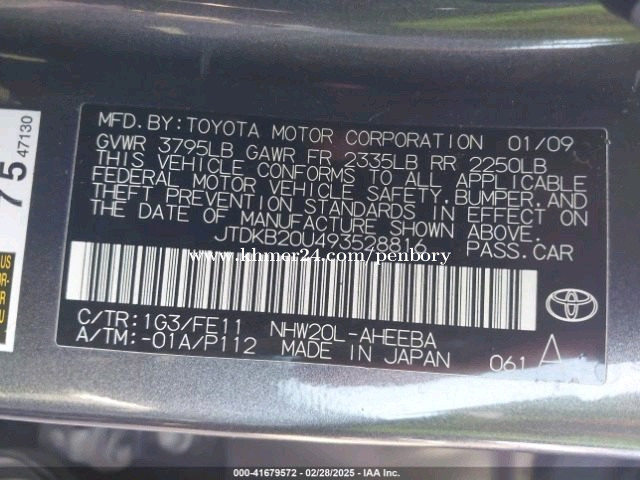 MFD. BY: TOYOTA MOTOR CORPORATION 01/09
GVWR 3795LB GAWR FR 2335LB RR 2250LB
THIS VEHICLE CONFORMS TO ALL APPLICABLE
FEDERAL MOTOR VEHICLE SAFETY, BUMPER, AND
THEFT PREVENTION STANDARDS IN EFFECT ON
THE DATE OF MANUFACTURE SHOWN ABOVE.
JTDKB20U493528816 PASS.CAR
www.khmer24.com/penbory
C/TR:1G3/FE11 NHW20L-AHEEBA
A/TM:-01A/P112 MADE IN JAPAN 061 A
75
47130
US
OR-
R
U
000-41679572 | 02/28/2025 | IAA Inc.